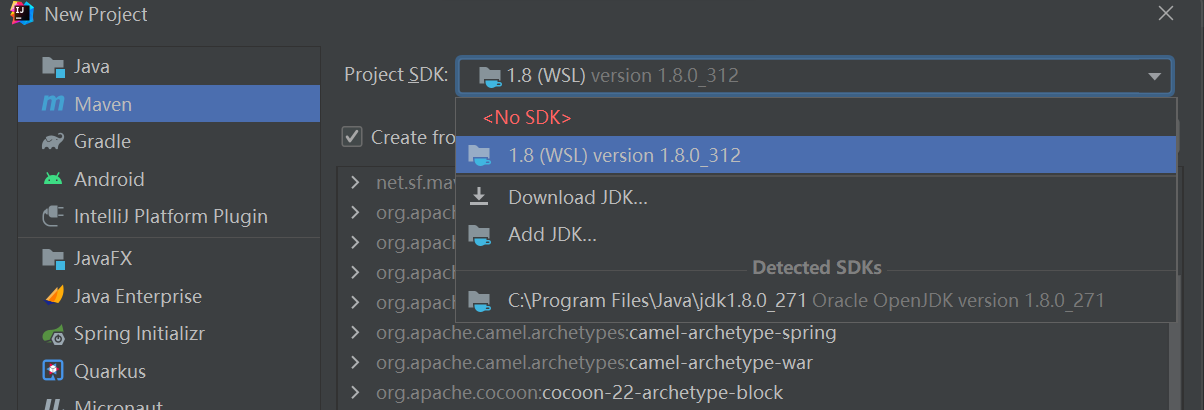 New Project
Java
Maven
Gradle
Android
IntelliJ Platform Plugin
JavaFX
Java Enterprise
Spring Initializr
Quarkus
Micronaut
Project SDK: 1.8 (WSL) version 1.8.0_312
<No SDK>
Create fro
1.8 (WSL) version 1.8.0_312
net.sf.ma
Download JDK...
org.apac
Add JDK...
org.apach
org.apac
Detected SDKs
org.apac
C:\Program Files\Java\jdk1.8.0_271 Oracle OpenJDK version 1.8.0_271
org.apache.camel.archetypes:camel-archetype-spring
org.apache.camel.archetypes:camel-archetype-war
org.apache.cocoon:cocoon-22-archetype-block